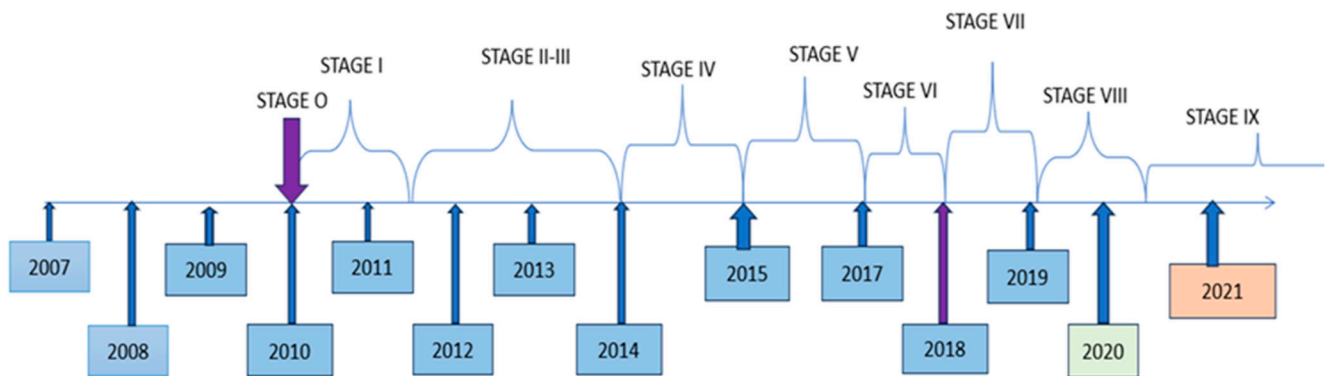 STAGE VII
STAGE I
STAGE II-III
STAGE IV
STAGE V
STAGE VI
STAGE VIII
STAGE O
STAGE IX
2007
2008
2009
2010
2011
2012
2013
2014
2015
2017
2018
2019
2020
2021